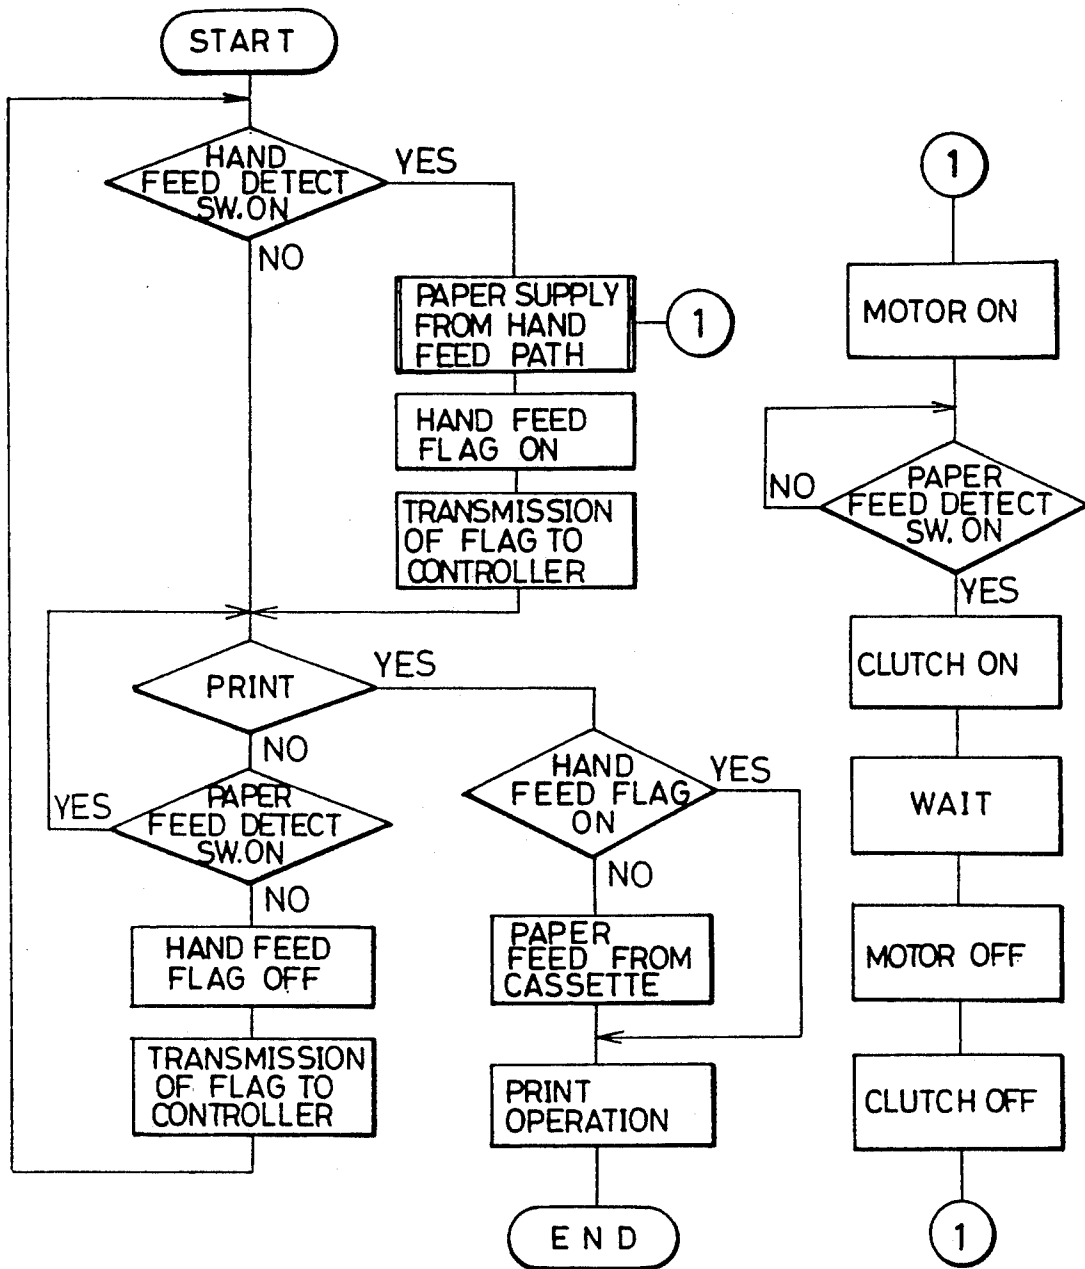 START
HAND
FEED DETECT
SW.ON
YES
NO
PAPER SUPPLY
FROM HAND
FEED PATH
1
HAND FEED
FLAG ON
TRANSMISSION
OF FLAG TO
CONTROLLER
PRINT
YES
NO
PAPER
FEED DETECT
SW.ON
YES
NO
HAND FEED
FLAG OFF
TRANSMISSION
OF FLAG TO
CONTROLLER
HAND
FEED FLAG
ON
YES
NO
PAPER
FEED FROM
CASSETTE
PRINT
OPERATION
END
1
MOTOR ON
PAPER
FEED DETECT
SW. ON
NO
YES
CLUTCH ON
WAIT
MOTOR OFF
CLUTCH OFF
1